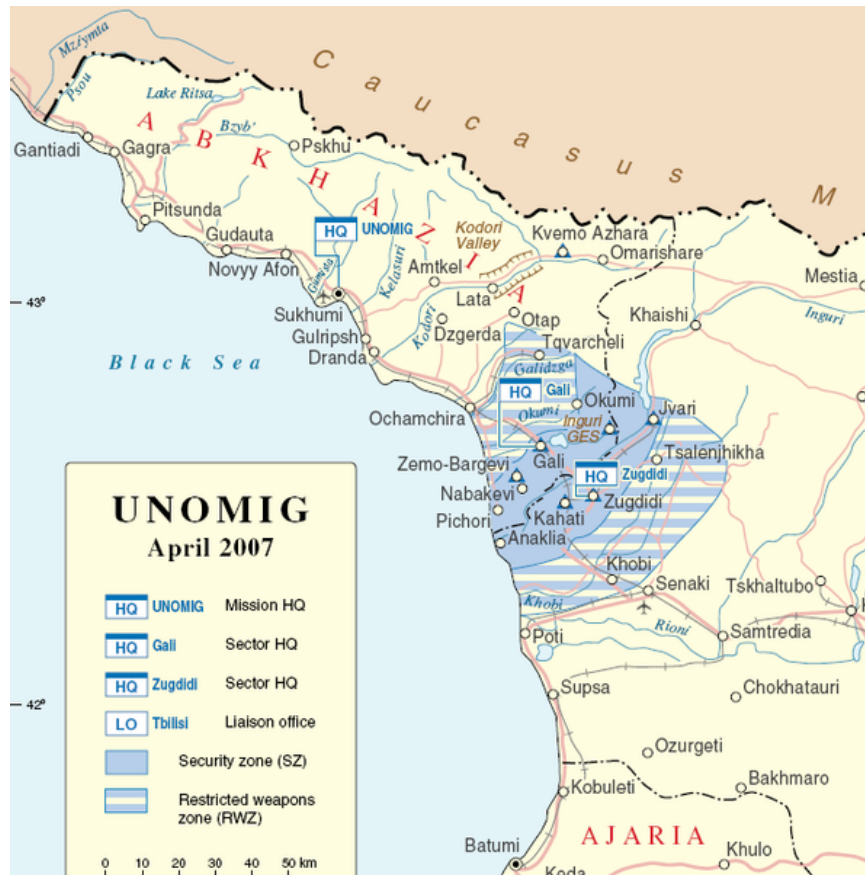 Mziymta
Psou
Caucasus M
Lake Ritsa
ABKHAZIA
Bzyb'
Gantiadi
Gagra
Pskhu
Pitsunda
Gudauta
Novyy Afon
HQ UNOMIG
Gumista
Kelasuri
Kodori
Valley
Kvemo Azhara
Omarishare
Amtkel
Lata
Mestia
43°
Sukhumi
Kodori
Otap
Khaishi
Inguri
Gulripsh
Dzgerda
Dranda
Tqvarcheli
Black Sea
Galidzga
HQ Gali
Okumi
Jvari
Ochamchira
Okumi
Inguri
GES
Tsalenjhikha
Gali
Zemo-Bargevi
HQ Zugdidi
Nabakevi
Zugdidi
Pichori
Kahati
Anaklia
Khobi
Senaki
Tskhaltubo
Khobi
Poti
Rioni
Samtredia
42°
Supsa
Chokhatauri
Ozurgeti
Bakhmaro
Kobuleti
AJARIA
Batumi
Khulo
Keda
UNOMIG
April 2007
HQ UNOMIG Mission HQ
HQ Gali Sector HQ
HQ Zugdidi Sector HQ
LO Tbilisi Liaison office
Security zone (SZ)
Restricted weapons
zone (RWZ)
0 10 20 30 40 50 km